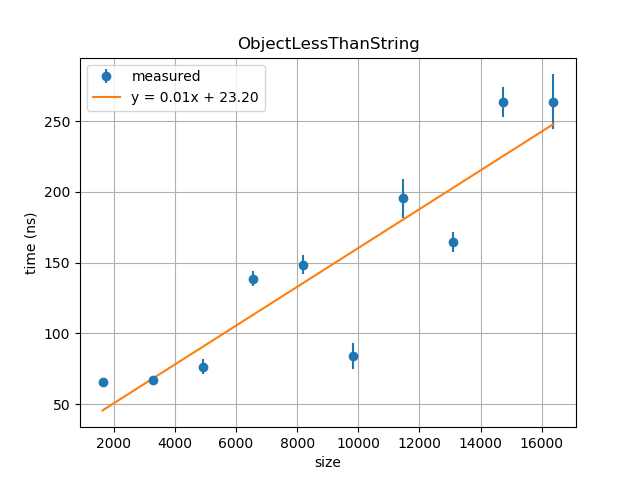 ObjectLessThanString
measured
y = 0.01x + 23.20
250
200
150
100
50
time (ns)
2000 4000 6000 8000 10000 12000 14000 16000
size